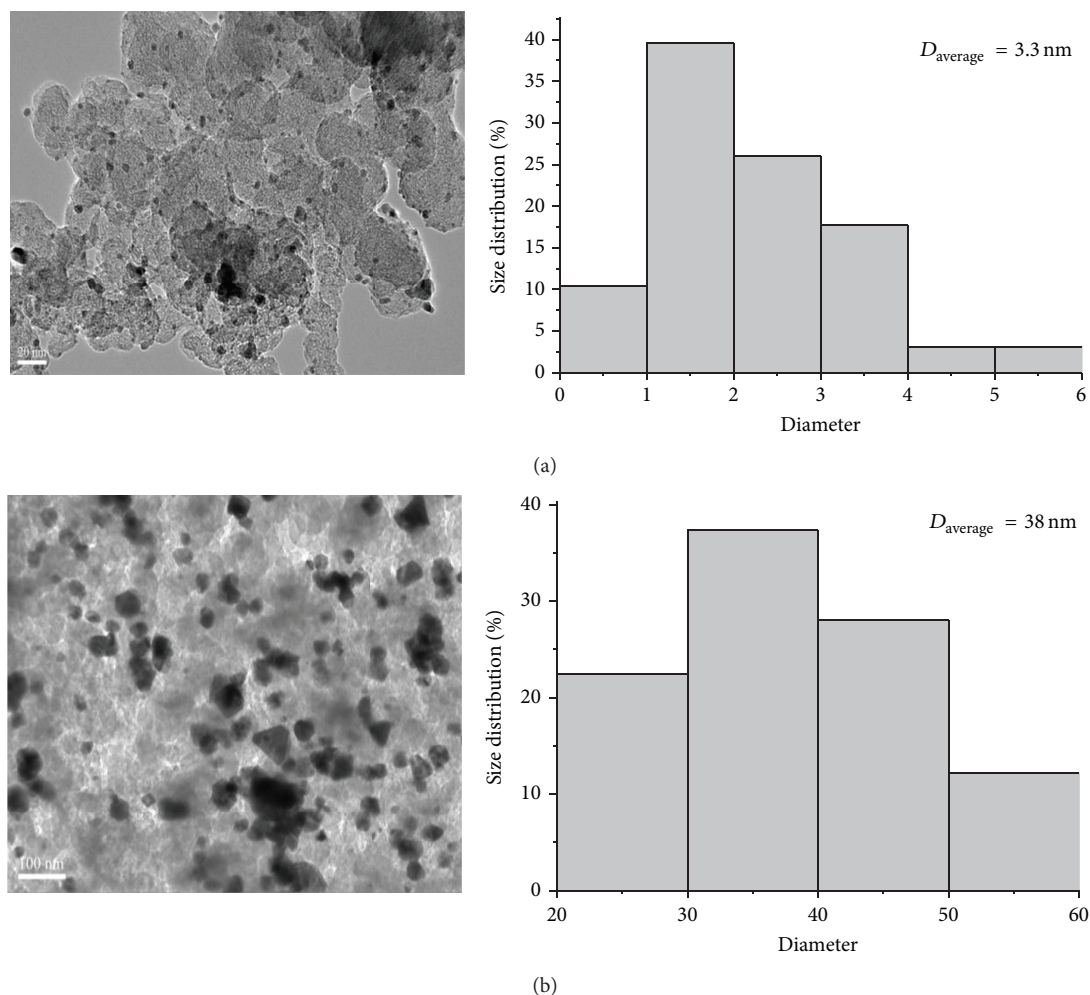 20 nm
D_average = 3.3 nm
Size distribution (%)
40
35
30
25
20
15
10
5
0
0 1 2 3 4 5 6
Diameter
(a)
100 nm
D_average = 38 nm
Size distribution (%)
40
30
20
10
0
20 30 40 50 60
Diameter
(b)